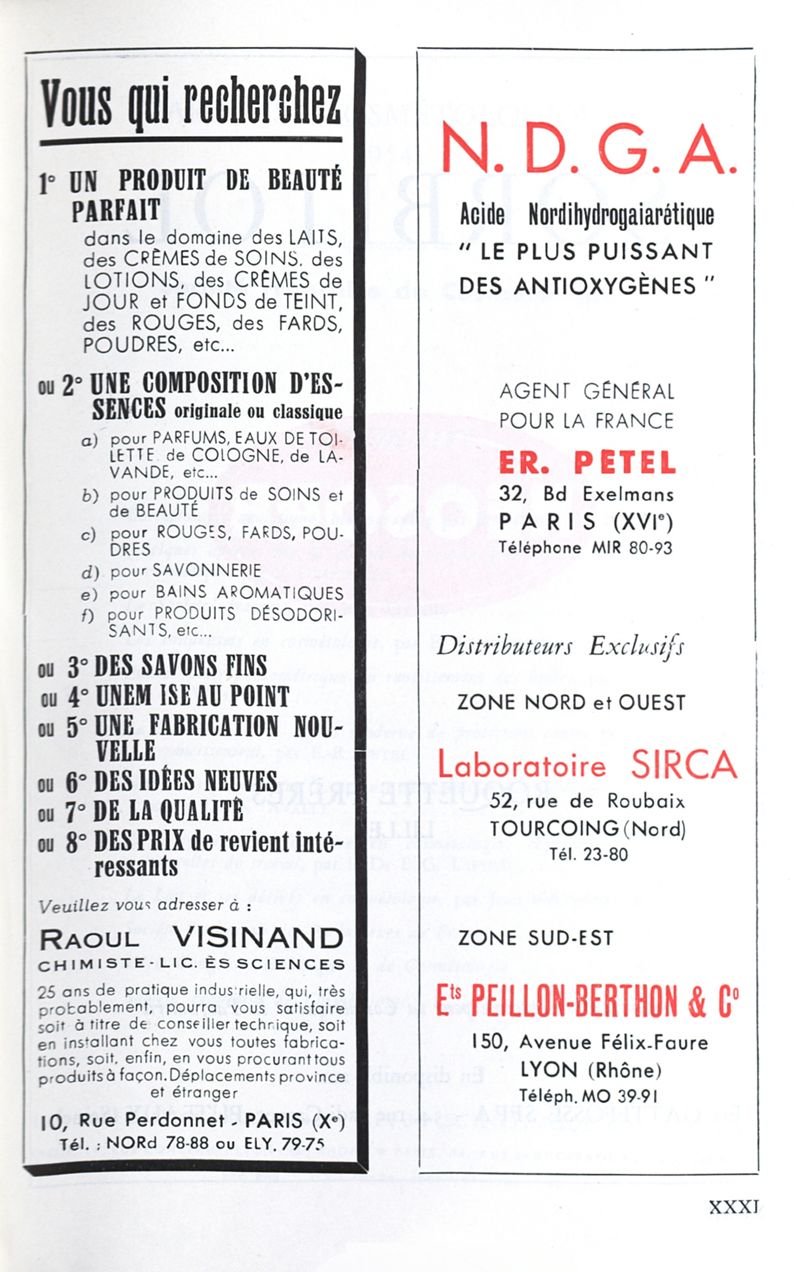 Vous qui recherchez
1° UN PRODUIT DE BEAUTÉ
PARFAIT
dans le domaine des LAITS,
des CRÈMES de SOINS, des
LOTIONS, des CRÈMES de
JOUR et FONDS de TEINT,
des ROUGES, des FARDS,
POUDRES, etc...
ou 2° UNE COMPOSITION D'ES-
SENCES originale ou classique
a) pour PARFUMS, EAUX DE TOI-
LETTE de COLOGNE, de LA-
VANDE, etc...
b) pour PRODUITS de SOINS et
de BEAUTÉ
c) pour ROUGES, FARDS, POU-
DRES
d) pour SAVONNERIE
e) pour BAINS AROMATIQUES
f) pour PRODUITS DÉSODORI-
SANTS, etc...
ou 3° DES SAVONS FINS
ou 4° UNEM ISE AU POINT
ou 5° UNE FABRICATION NOU-
VELLE
ou 6° DES IDÉES NEUVES
ou 7° DE LA QUALITÉ
ou 8° DES PRIX de revient inté-
ressants
Veuillez vous adresser à :
RAOUL VISINAND
CHIMISTE-LIC. ÈS SCIENCES
25 ans de pratique industrielle, qui, très
probablement, pourra vous satisfaire
soit à titre de conseiller technique, soit
en installant chez vous toutes fabrica-
tions, soit, enfin, en vous procurant tous
produits à façon. Déplacements province
et étranger
10, Rue Perdonnet - PARIS (Xe)
Tél. : NORd 78-88 ou ELY. 79-75
N. D. G. A.
Acide Nordihydrogaiarétique
" LE PLUS PUISSANT
DES ANTIOXYGÈNES "
AGENT GÉNÉRAL
POUR LA FRANCE
ER. PETEL
32, Bd Exelmans
PARIS (XVIe)
Téléphone MIR 80-93
Distributeurs Exclusifs
ZONE NORD et OUEST
Laboratoire SIRCA
52, rue de Roubaix
TOURCOING (Nord)
Tél. 23-80
ZONE SUD-EST
Ets PEILLON-BERTHON & Co
150, Avenue Félix-Faure
LYON (Rhône)
Téléph. MO 39-91
XXXI